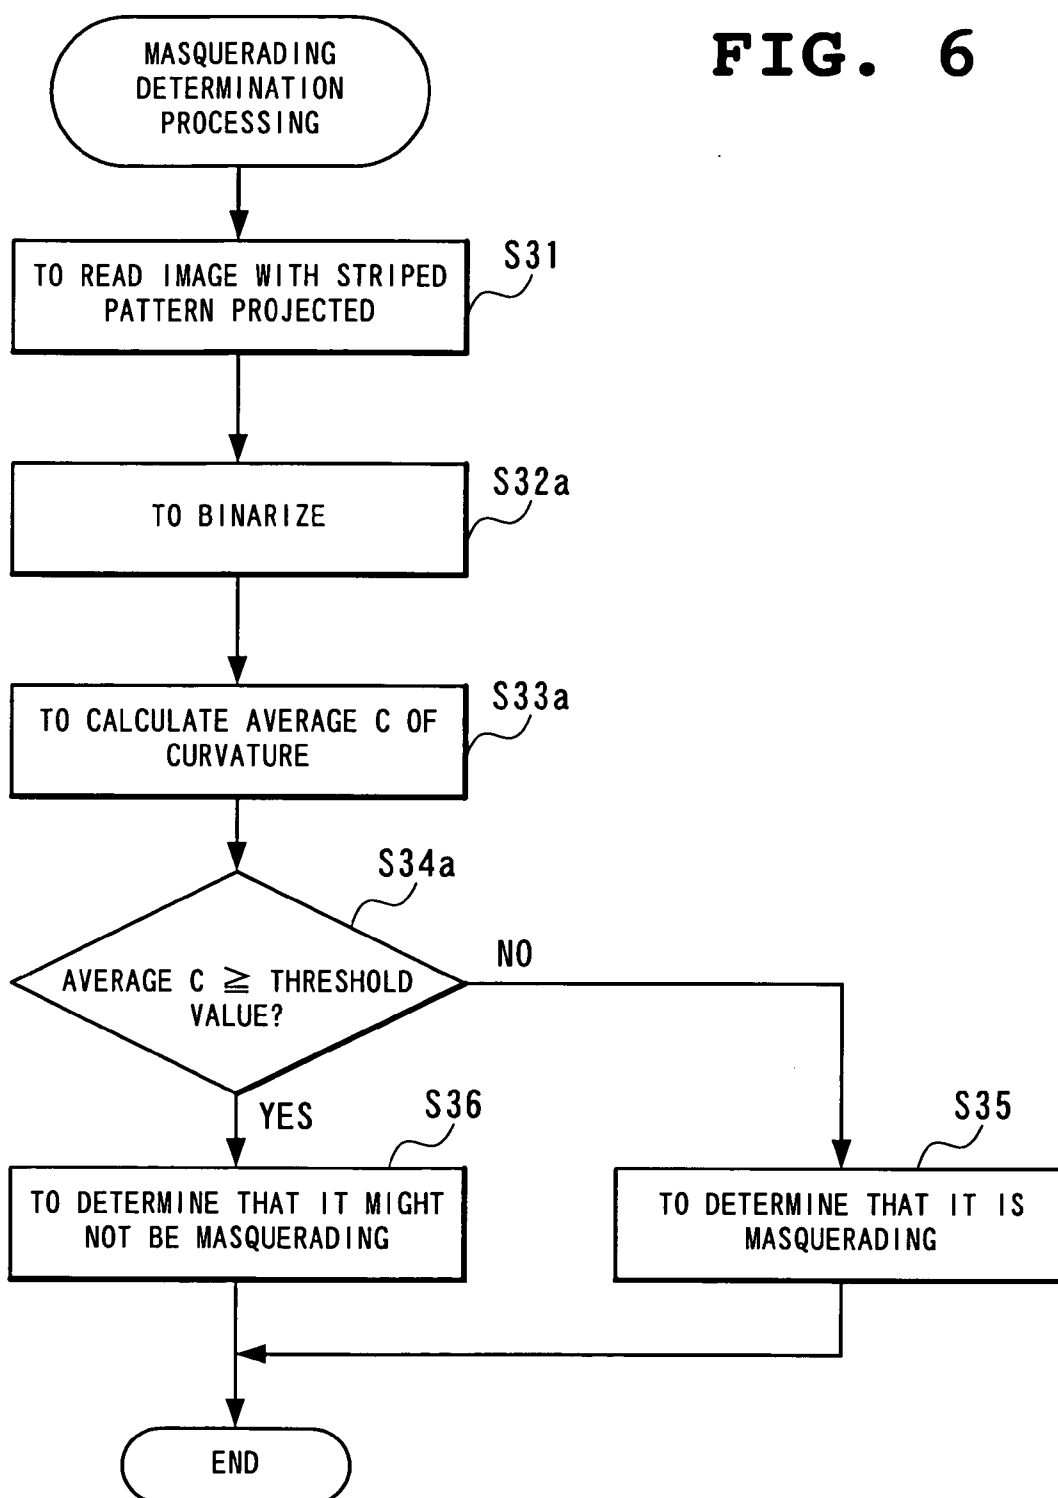 FIG. 6
MASQUERADING
DETERMINATION
PROCESSING
S31
TO READ IMAGE WITH STRIPED
PATTERN PROJECTED
S32a
TO BINARIZE
S33a
TO CALCULATE AVERAGE C OF
CURVATURE
S34a
AVERAGE C ≧ THRESHOLD
VALUE?
NO
YES
S36
TO DETERMINE THAT IT MIGHT
NOT BE MASQUERADING
S35
TO DETERMINE THAT IT IS
MASQUERADING
END